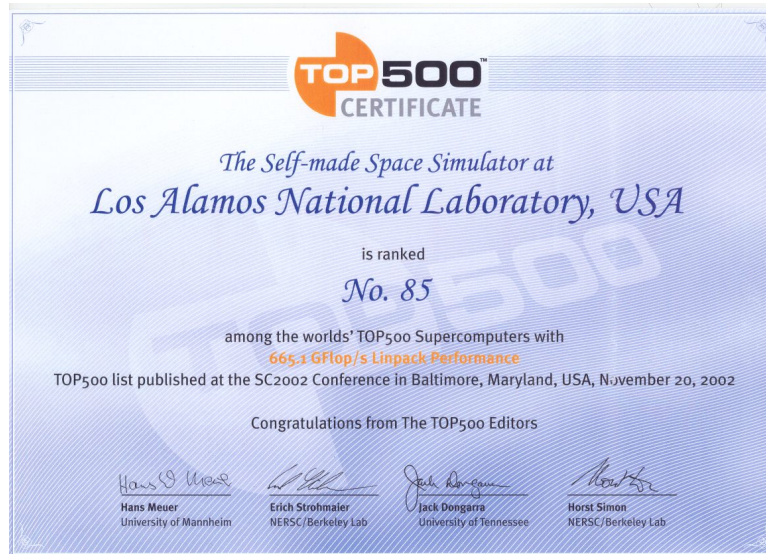 TOP500™
CERTIFICATE
The Self-made Space Simulator at
Los Alamos National Laboratory, USA
is ranked
No. 85
among the worlds' TOP500 Supercomputers with
665.1 GFlop/s Linpack Performance
TOP500 list published at the SC2002 Conference in Baltimore, Maryland, USA, November 20, 2002
Congratulations from The TOP500 Editors
Hans Meuer
University of Mannheim
Erich Strohmaier
NERSC/Berkeley Lab
Jack Dongarra
University of Tennessee
Horst Simon
NERSC/Berkeley Lab